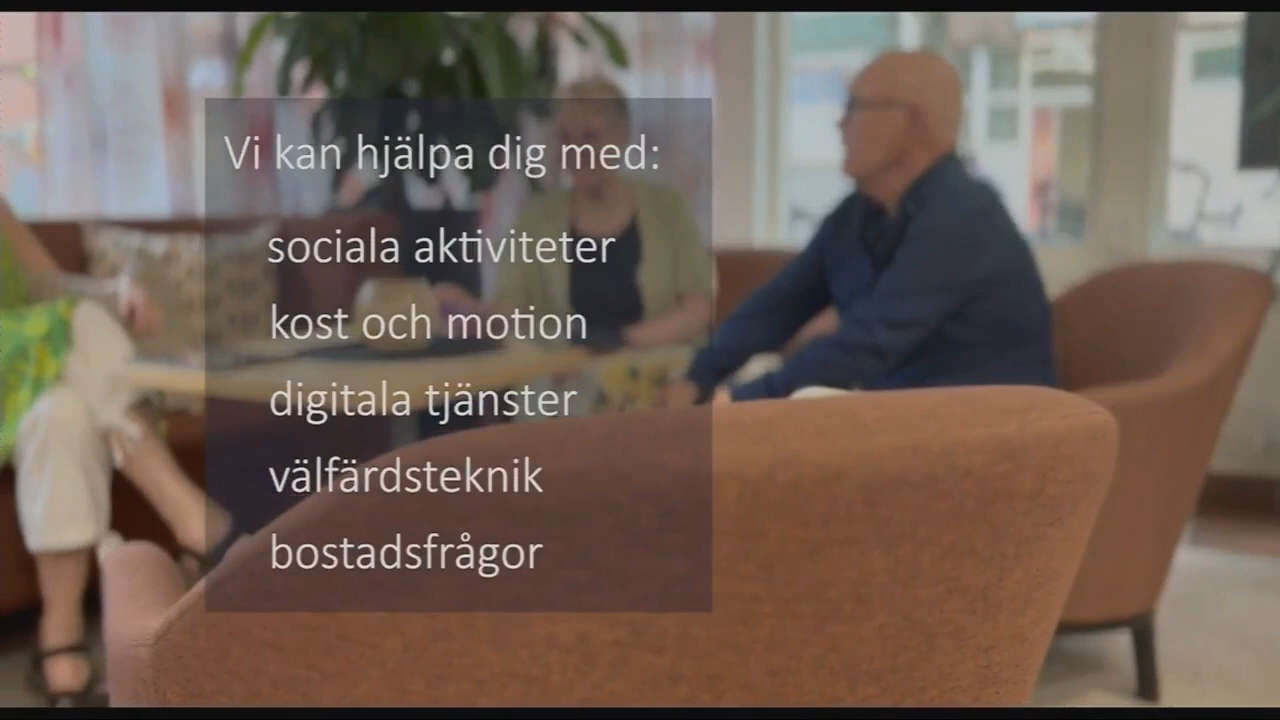 Vi kan hjälpa dig med:
sociala aktiviteter
kost och motion
digitala tjänster
välfärdsteknik
bostadsfrågor